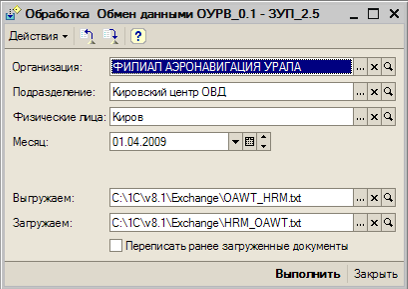 Обработка Обмен данными ОУРВ_0.1 - ЗУП_2.5
Действия
Организация: ФИЛИАЛ АЭРОНАВИГАЦИЯ УРАЛА
Подразделение: Кировский центр ОВД
Физические лица: Киров
Месяц: 01.04.2009
Выгружаем: C:\1C\v8.1\Exchange\OAWT_HRM.txt
Загружаем: C:\1C\v8.1\Exchange\HRM_OAWT.txt
Переписать ранее загруженные документы
Выполнить Закрыть